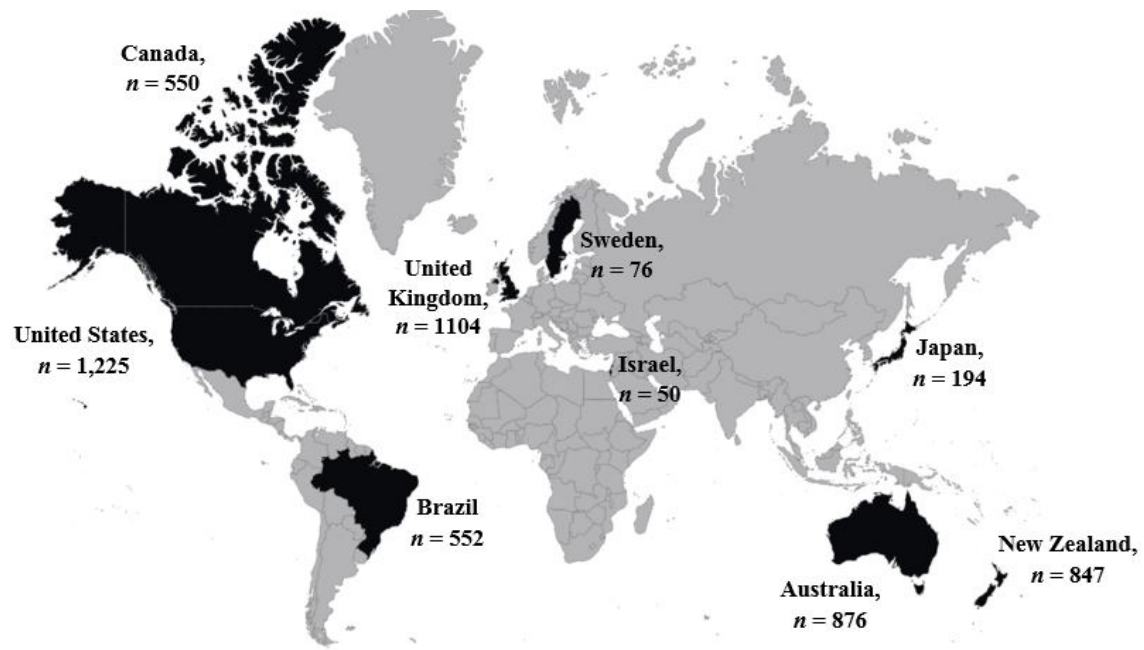 Canada,
n = 550
Sweden,
n = 76
United
Kingdom,
n = 1104
United States,
n = 1,225
Israel,
n = 50
Japan,
n = 194
Brazil
n = 552
New Zealand,
n = 847
Australia,
n = 876